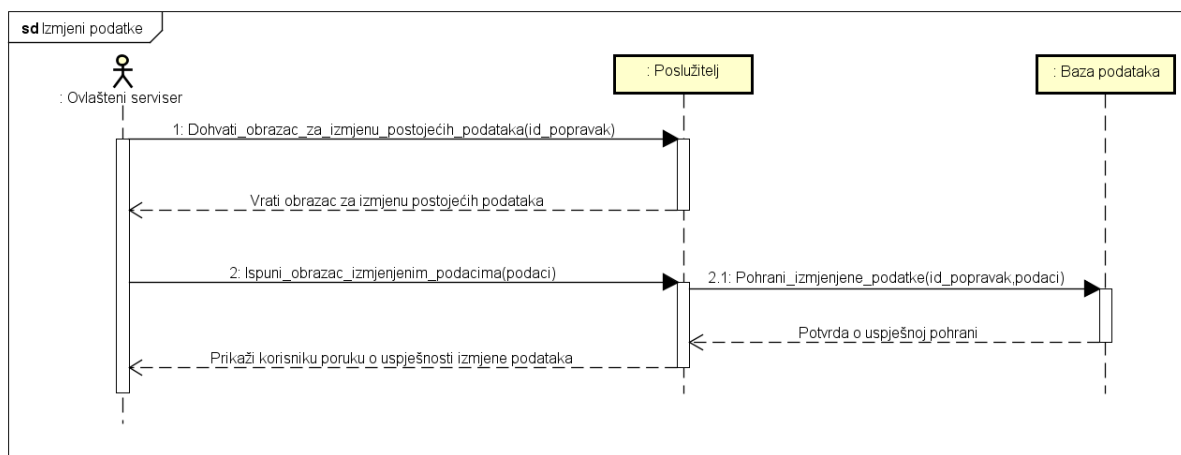 sd Izmjeni podatke
: Ovlašteni serviser
: Poslužitelj
: Baza podataka
1: Dohvati_obrazac_za_izmjenu_postojećih_podataka(id_popravak)
Vrati obrazac za izmjenu postojećih podataka
2: Ispuni_obrazac_izmjenjenim_podacima(podaci)
2.1: Pohrani_izmjenjene_podatke(id_popravak,podaci)
Potvrda o uspješnoj pohrani
Prikaži korisniku poruku o uspješnosti izmjene podataka